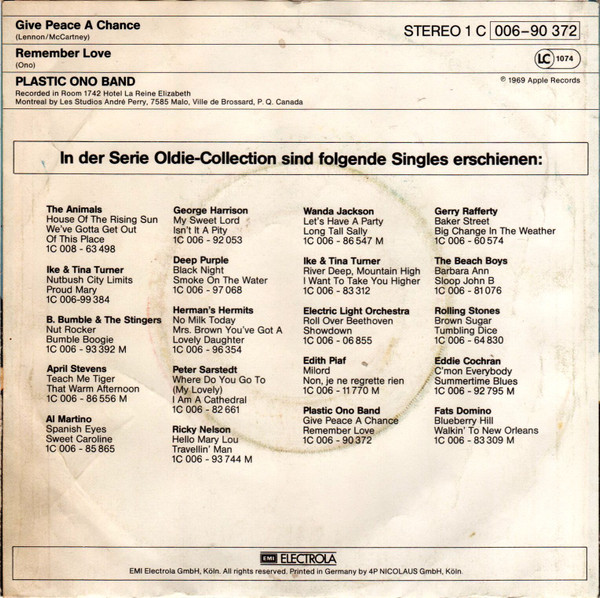 Give Peace A Chance
(Lennon/McCartney)
Remember Love
(Ono)
PLASTIC ONO BAND
Recorded in Room 1742 Hotel La Reine Elizabeth
Montreal by Les Studios André Perry, 7585 Malo, Ville de Brossard, P. Q. Canada
STEREO 1 C 006-90 372
LC 1074
℗ 1969 Apple Records
In der Serie Oldie-Collection sind folgende Singles erschienen:
The Animals
House Of The Rising Sun
We've Gotta Get Out
Of This Place
1C 008 - 63 498
Ike & Tina Turner
Nutbush City Limits
Proud Mary
1C 006-99 384
B. Bumble & The Stingers
Nut Rocker
Bumble Boogie
1C 006 - 93 392 M
April Stevens
Teach Me Tiger
That Warm Afternoon
1C 006 - 86 556 M
Al Martino
Spanish Eyes
Sweet Caroline
1C 006 - 85 865
George Harrison
My Sweet Lord
Isn't It A Pity
1C 006 - 92 053
Deep Purple
Black Night
Smoke On The Water
1C 006 - 97 068
Herman's Hermits
No Milk Today
Mrs. Brown You've Got A
Lovely Daughter
1C 006 - 96 354
Peter Sarstedt
Where Do You Go To
(My Lovely)
I Am A Cathedral
1C 006 - 82 661
Ricky Nelson
Hello Mary Lou
Travellin' Man
1C 006 - 93 744 M
Wanda Jackson
Let's Have A Party
Long Tall Sally
1C 006 - 86 547 M
Ike & Tina Turner
River Deep, Mountain High
I Want To Take You Higher
1C 006 - 83 312
Electric Light Orchestra
Roll Over Beethoven
Showdown
1C 006 - 06 855
Edith Piaf
Milord
Non, je ne regrette rien
1C 006 - 11 770 M
Plastic Ono Band
Give Peace A Chance
Remember Love
1C 006 - 90 372
Gerry Rafferty
Baker Street
Big Change In The Weather
1C 006 - 60 574
The Beach Boys
Barbara Ann
Sloop John B
1C 006 - 81 076
Rolling Stones
Brown Sugar
Tumbling Dice
1C 006 - 64 830
Eddie Cochran
C'mon Everybody
Summertime Blues
1C 006 - 92 795 M
Fats Domino
Blueberry Hill
Walkin' To New Orleans
1C 006 - 83 309 M
EMI ELECTROLA
EMI Electrola GmbH, Köln. All rights reserved. Printed in Germany by 4P NICOLAUS GmbH, Köln.